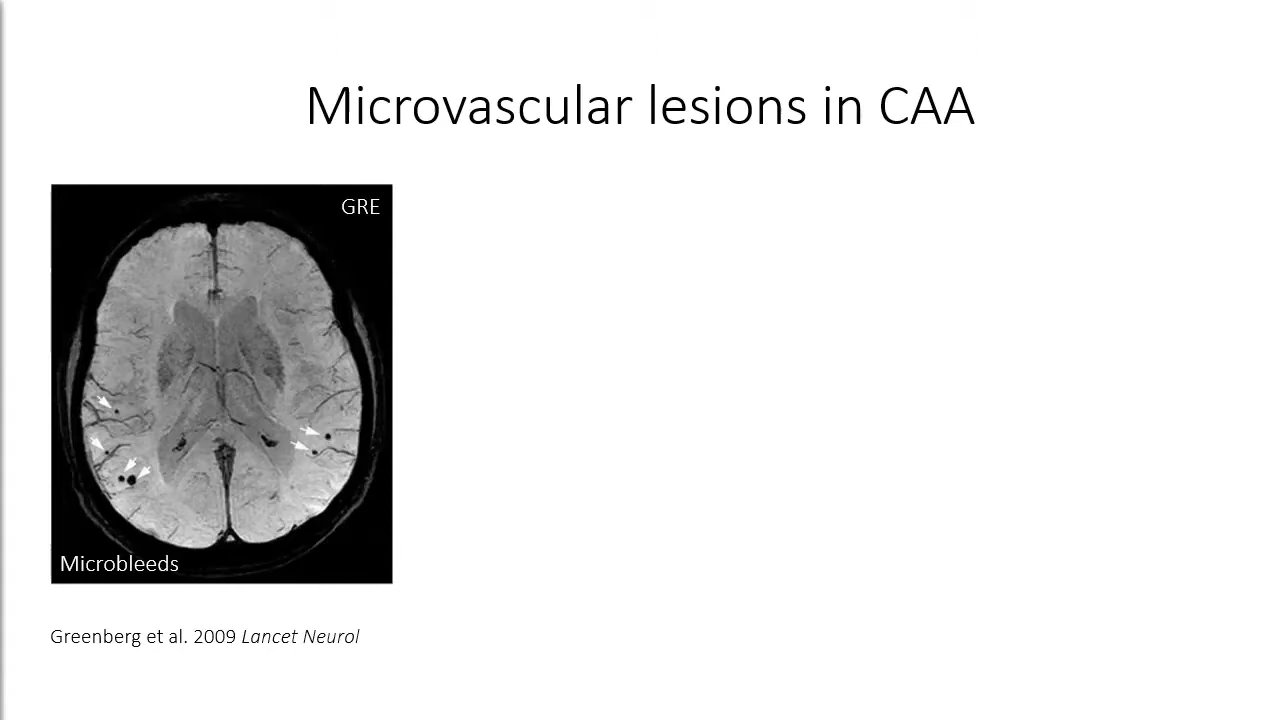 Microvascular lesions in CAA
GRE
Microbleeds
Greenberg et al. 2009 Lancet Neurol